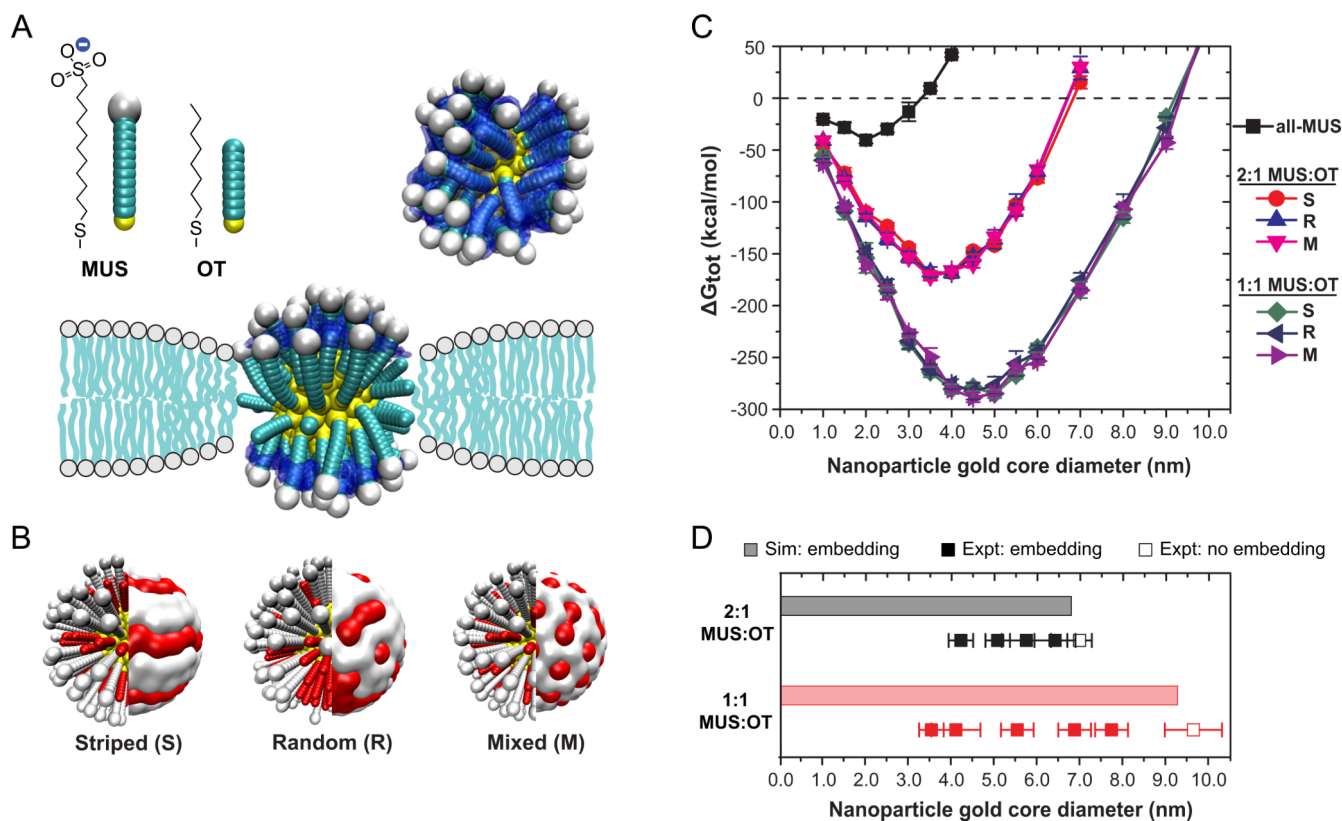 A
O
O
S
O
S
MUS
S
OT
B
Striped (S)
Random (R)
Mixed (M)
C
ΔGtot (kcal/mol)
50
0
-50
-100
-150
-200
-250
-300
1.0 2.0 3.0 4.0 5.0 6.0 7.0 8.0 9.0 10.0
Nanoparticle gold core diameter (nm)
all-MUS
2:1 MUS:OT
S
R
M
1:1 MUS:OT
S
R
M
D
Sim: embedding Expt: embedding Expt: no embedding
2:1
MUS:OT
1:1
MUS:OT
0.0 1.0 2.0 3.0 4.0 5.0 6.0 7.0 8.0 9.0 10.0
Nanoparticle gold core diameter (nm)